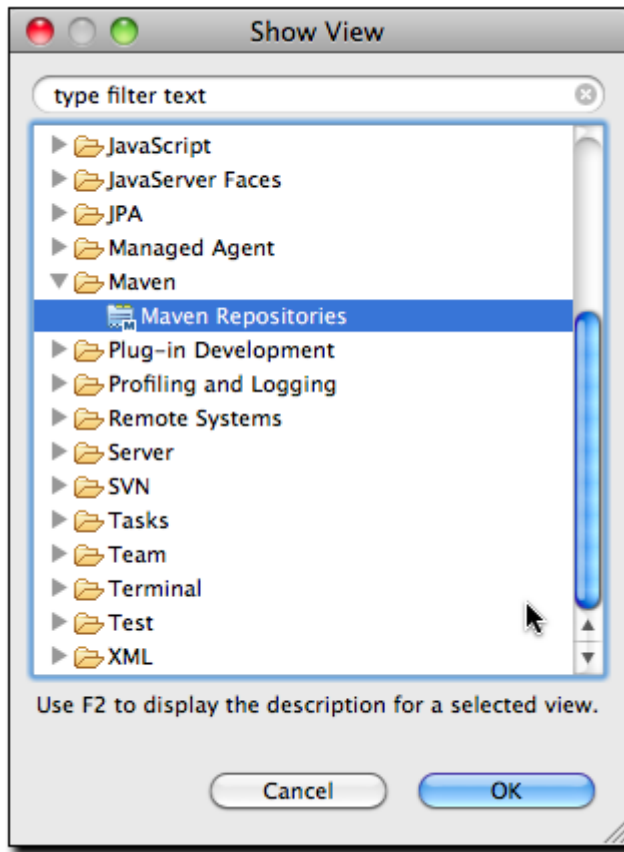 Show View
type filter text
JavaScript
JavaServer Faces
JPA
Managed Agent
Maven
M
Maven Repositories
Plug-in Development
Profiling and Logging
Remote Systems
Server
SVN
Tasks
Team
Terminal
Test
XML
Use F2 to display the description for a selected view.
Cancel
OK